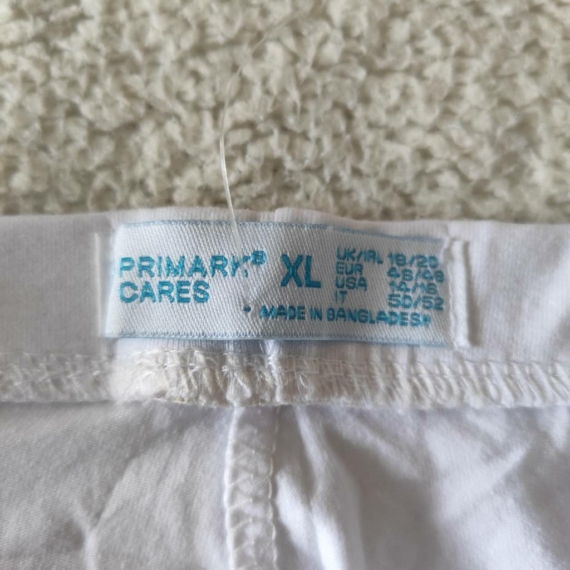 PRIMARK®
CARES
XL
UK/IRL 18/20
EUR 46/48
USA 14/16
IT 50/52
MADE IN BANGLADESH